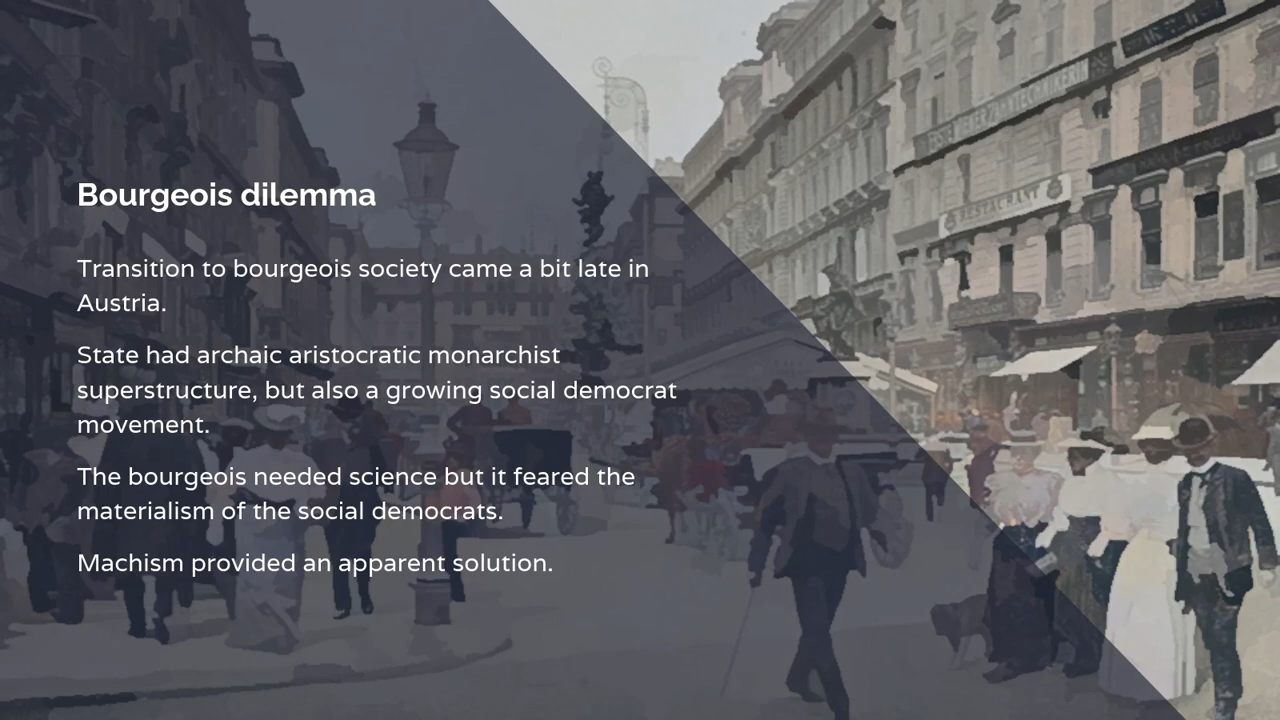 Bourgeois dilemma
Transition to bourgeois society came a bit late in
Austria.
State had archaic aristocratic monarchist
superstructure, but also a growing social democrat
movement.
The bourgeois needed science but it feared the
materialism of the social democrats.
Machism provided an apparent solution.
RESTAURANT